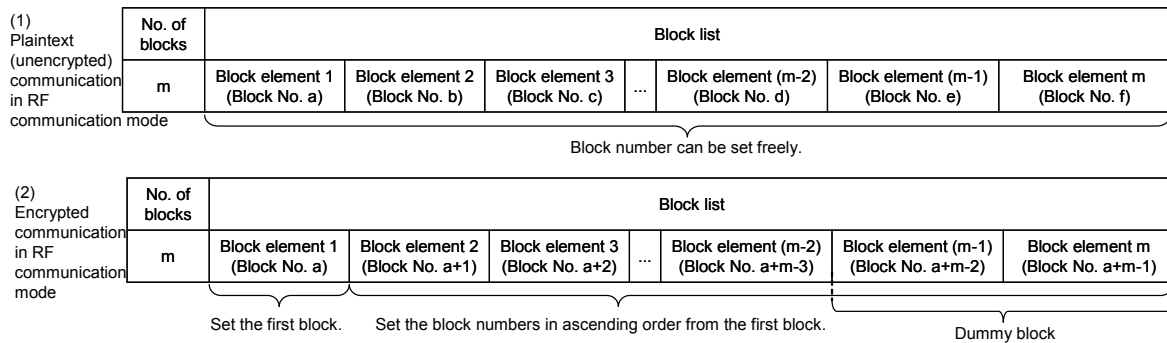 (1)
Plaintext
(unencrypted)
communication
in RF
communication mode
No. of
blocks
Block list
m
Block element 1
(Block No. a)
Block element 2
(Block No. b)
Block element 3
(Block No. c)
...
Block element (m-2)
(Block No. d)
Block element (m-1)
(Block No. e)
Block element m
(Block No. f)
Block number can be set freely.
(2)
Encrypted
communication
in RF
communication
mode
No. of
blocks
Block list
m
Block element 1
(Block No. a)
Block element 2
(Block No. a+1)
Block element 3
(Block No. a+2)
...
Block element (m-2)
(Block No. a+m-3)
Block element (m-1)
(Block No. a+m-2)
Block element m
(Block No. a+m-1)
Set the first block.
Set the block numbers in ascending order from the first block.
Dummy block